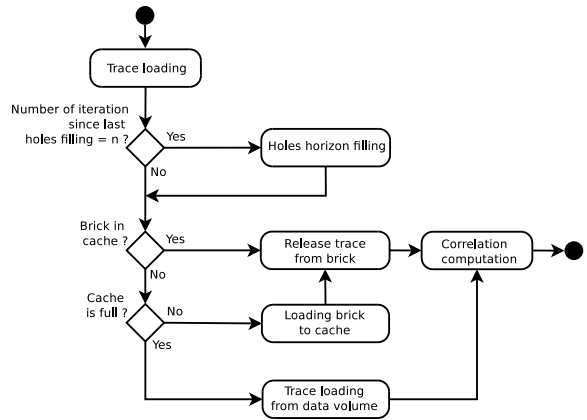 Trace loading
Number of iteration
since last
holes filling = n ?
Yes
Holes horizon filling
No
Brick in
cache ?
Yes
Release trace
from brick
Correlation
computation
No
Cache
is full ?
No
Loading brick
to cache
Yes
Trace loading
from data volume